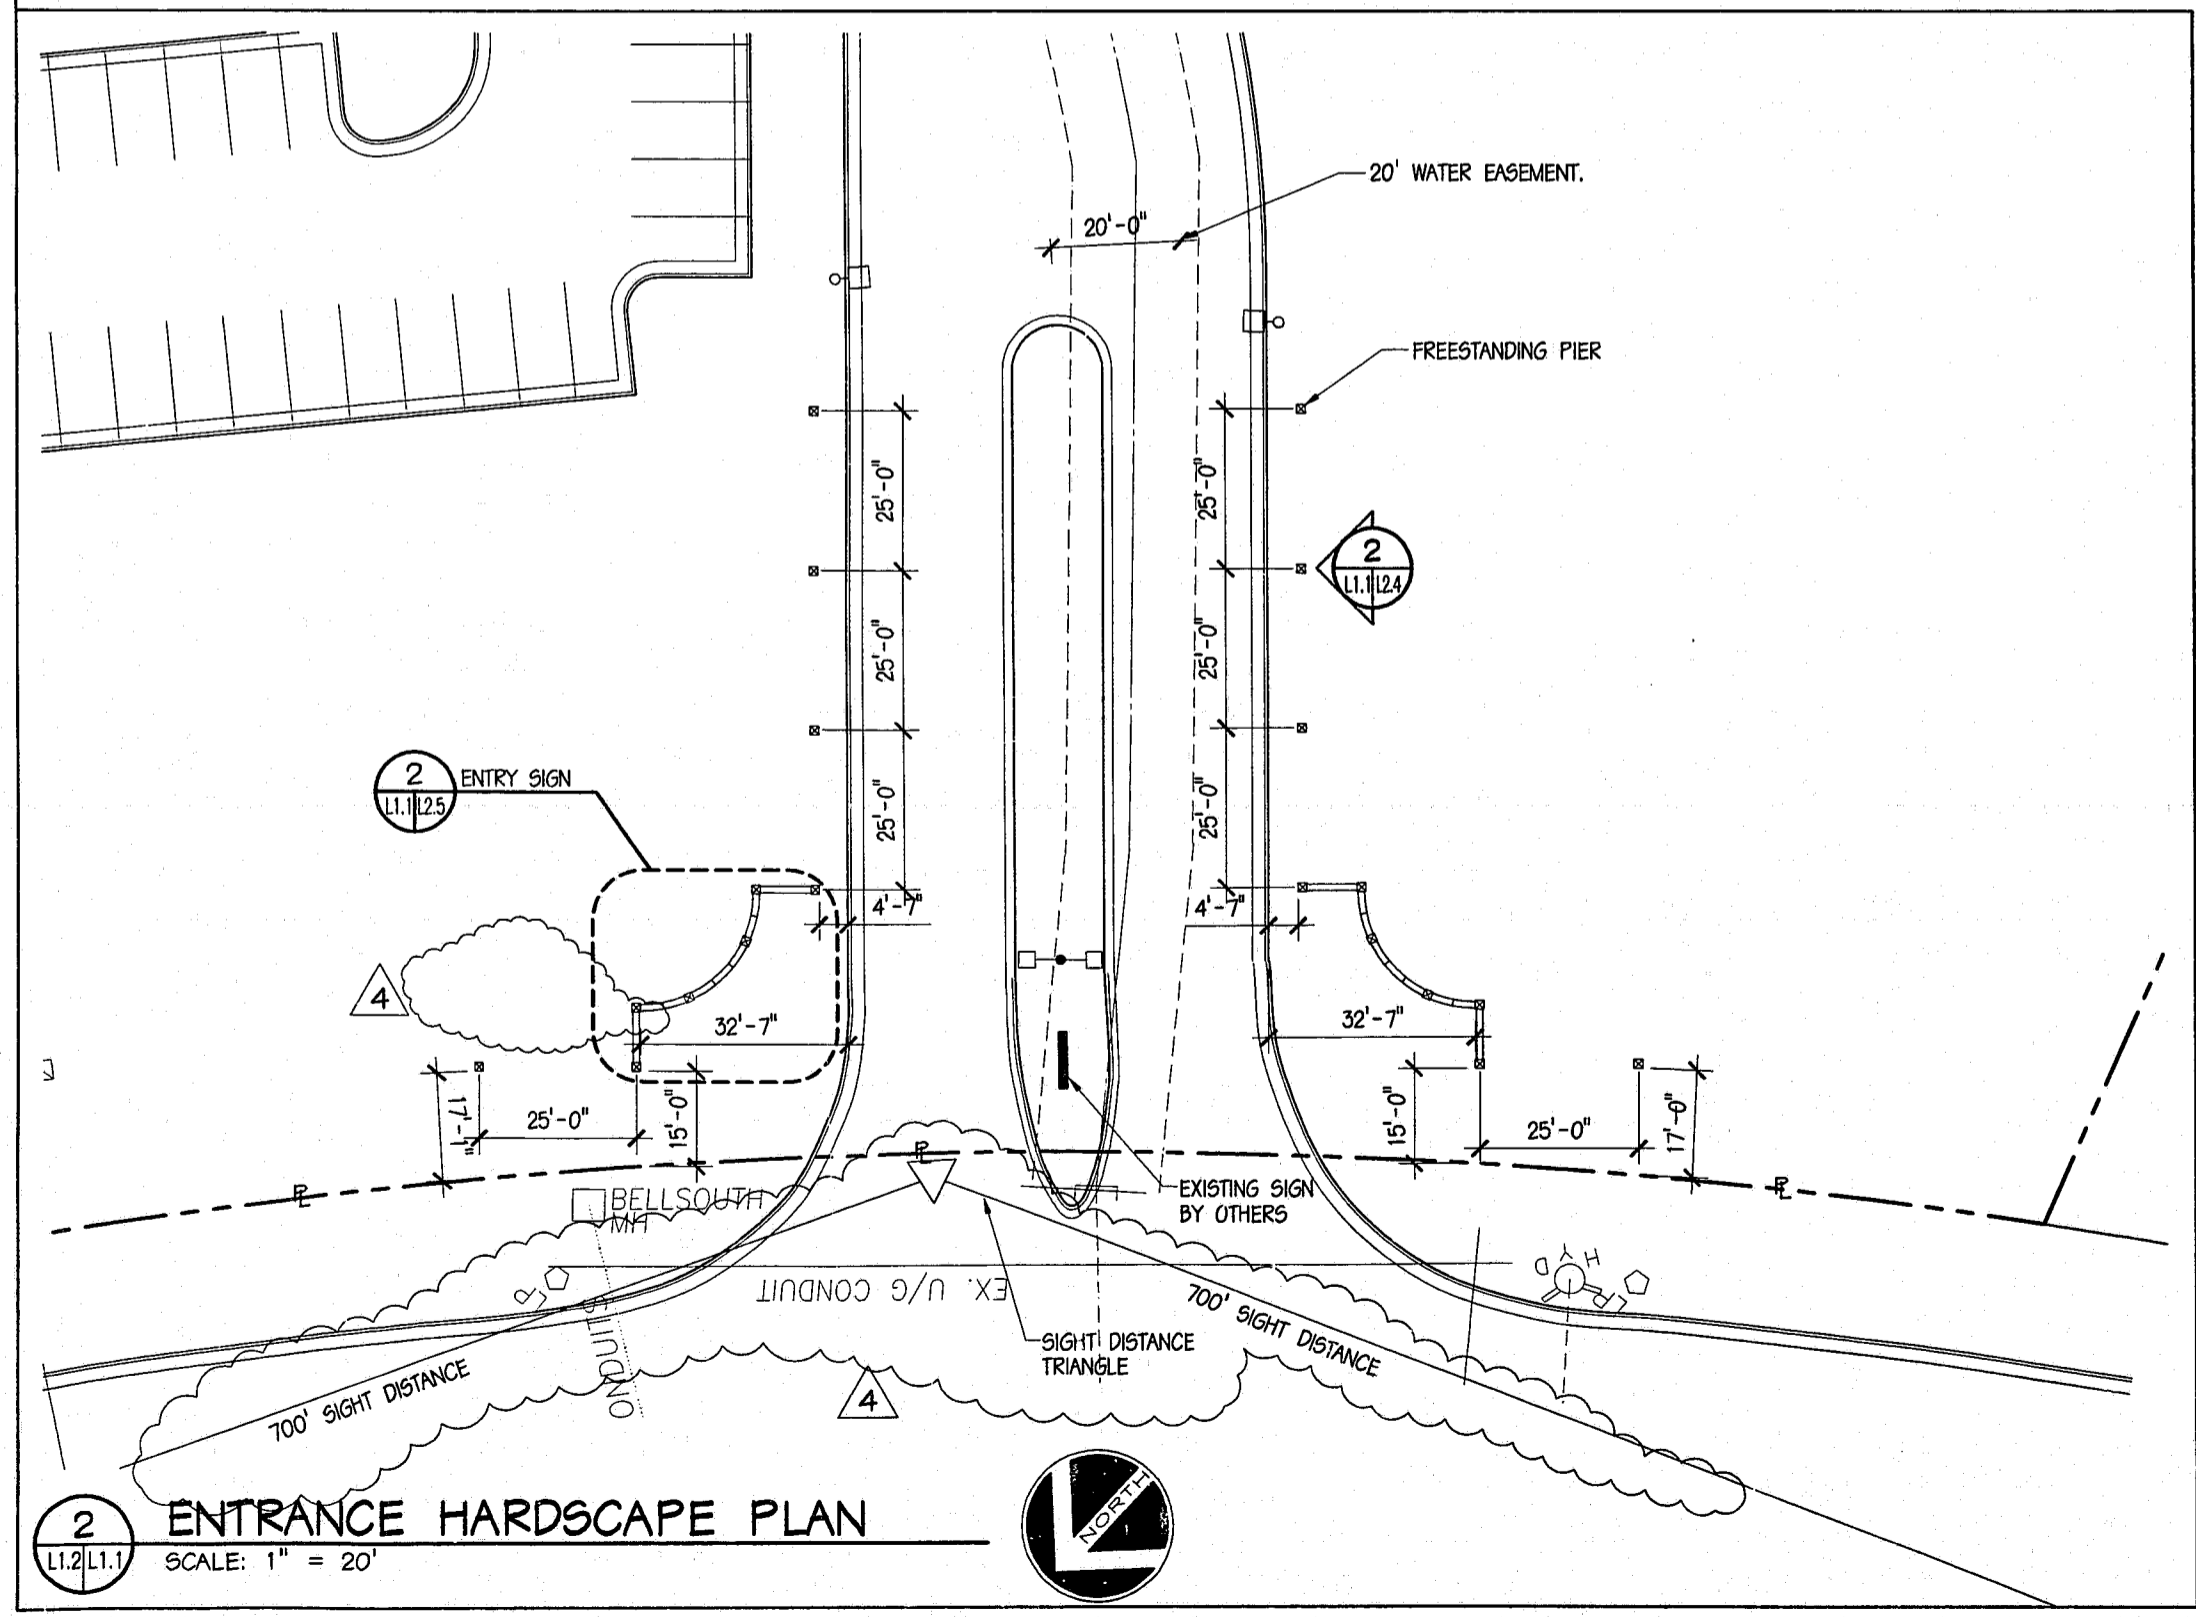 20' WATER EASEMENT.
20'-0"
FREESTANDING PIER
25'-0"
25'-0"
2
L1.1 L2.4
25'-0"
25'-0"
2
L1.1 L2.5
ENTRY SIGN
25'-0"
25'-0"
4'-7"
4'-7"
4
32'-7"
32'-7"
17'-1"
25'-0"
15'-0"
15'-0"
25'-0"
17'-0"
PL
PL
PL
BELLSOUTH
MH
EXISTING SIGN
BY OTHERS
EX. U/G CONDUIT
HYD
700' SIGHT DISTANCE
SIGHT DISTANCE
TRIANGLE
700' SIGHT DISTANCE
4
2
L1.2 L1.1
ENTRANCE HARDSCAPE PLAN
SCALE: 1" = 20'
NORTH